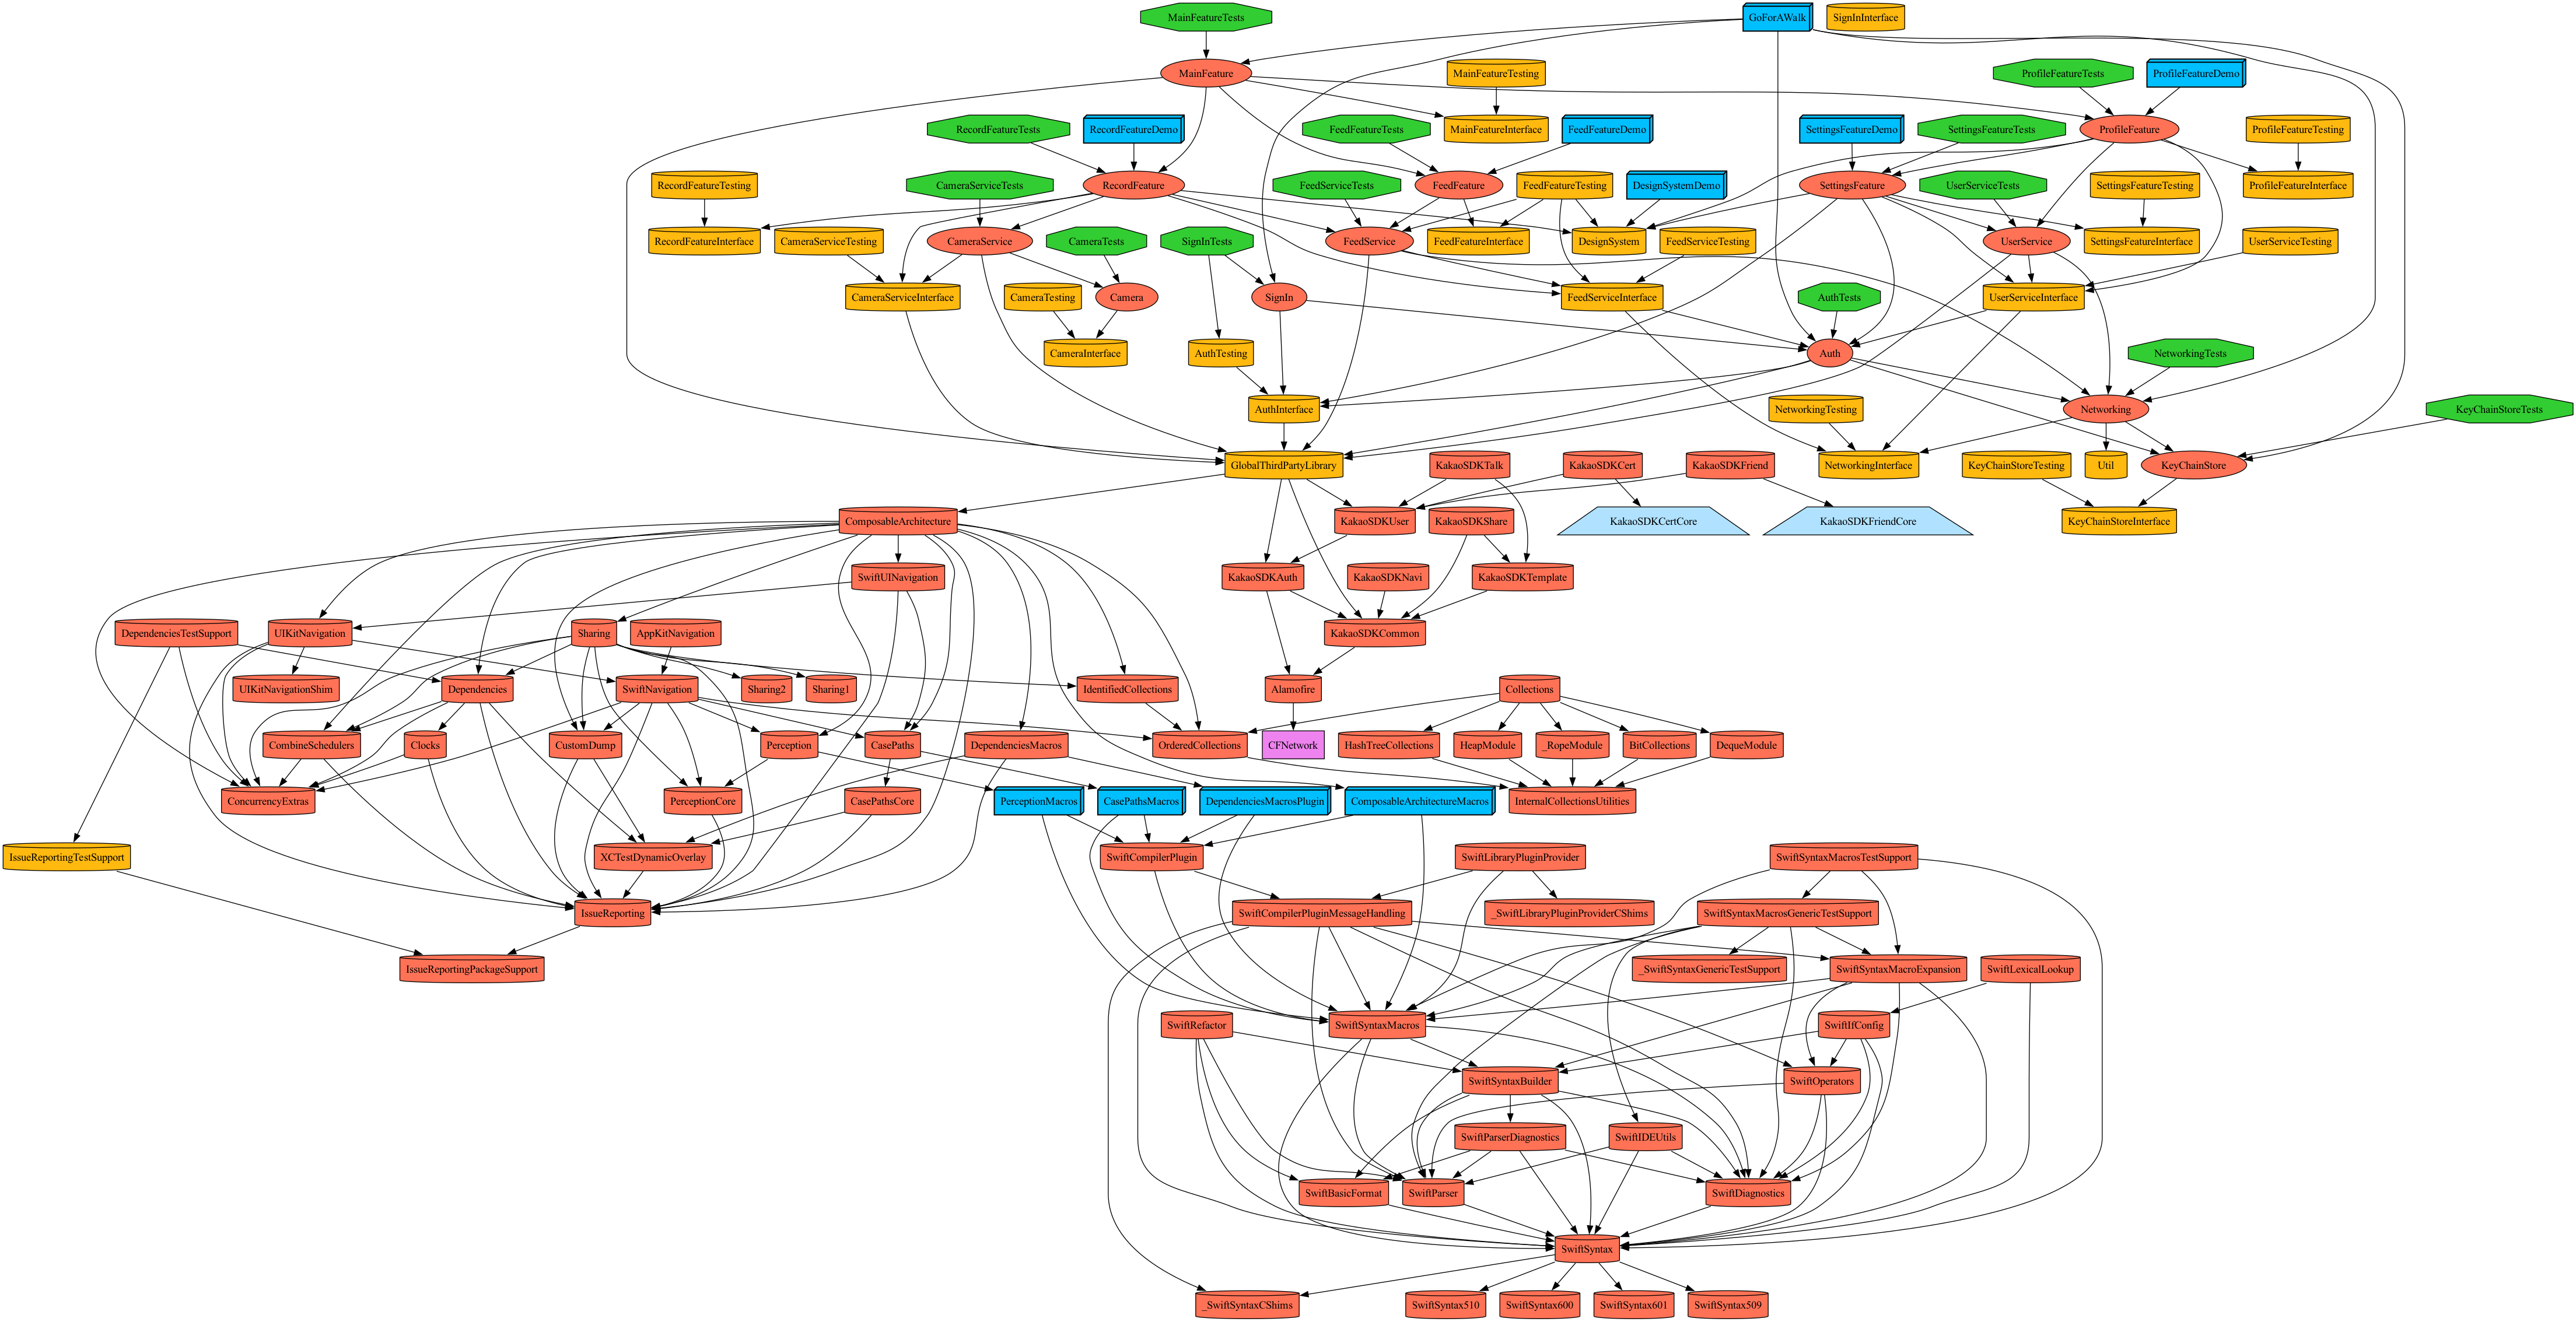 MainFeatureTests
GoForAWalk
SignInInterface
MainFeature
MainFeatureTesting
ProfileFeatureTests
ProfileFeatureDemo
RecordFeatureTests
RecordFeatureDemo
FeedFeatureTests
MainFeatureInterface
FeedFeatureDemo
SettingsFeatureDemo
SettingsFeatureTests
ProfileFeature
ProfileFeatureTesting
RecordFeatureTesting
CameraServiceTests
RecordFeature
FeedServiceTests
FeedFeature
FeedFeatureTesting
DesignSystemDemo
SettingsFeature
UserServiceTests
SettingsFeatureTesting
ProfileFeatureInterface
RecordFeatureInterface
CameraServiceTesting
CameraService
CameraTests
SignInTests
FeedService
FeedFeatureInterface
DesignSystem
FeedServiceTesting
UserService
SettingsFeatureInterface
UserServiceTesting
CameraServiceInterface
CameraTesting
Camera
SignIn
FeedServiceInterface
AuthTests
UserServiceInterface
CameraInterface
AuthTesting
Auth
NetworkingTests
AuthInterface
NetworkingTesting
Networking
KeyChainStoreTests
GlobalThirdPartyLibrary
KakaoSDKTalk
KakaoSDKCert
KakaoSDKFriend
NetworkingInterface
KeyChainStoreTesting
Util
KeyChainStore
ComposableArchitecture
KakaoSDKUser
KakaoSDKShare
KakaoSDKCertCore
KakaoSDKFriendCore
KeyChainStoreInterface
SwiftUINavigation
KakaoSDKAuth
KakaoSDKNavi
KakaoSDKTemplate
DependenciesTestSupport
UIKitNavigation
Sharing
AppKitNavigation
KakaoSDKCommon
UIKitNavigationShim
Dependencies
SwiftNavigation
Sharing2
Sharing1
IdentifiedCollections
Alamofire
Collections
CombineSchedulers
Clocks
CustomDump
Perception
CasePaths
DependenciesMacros
OrderedCollections
CFNetwork
HashTreeCollections
HeapModule
_RopeModule
BitCollections
DequeModule
ConcurrencyExtras
PerceptionCore
CasePathsCore
PerceptionMacros
CasePathsMacros
DependenciesMacrosPlugin
ComposableArchitectureMacros
InternalCollectionsUtilities
IssueReportingTestSupport
XCTestDynamicOverlay
SwiftCompilerPlugin
SwiftLibraryPluginProvider
SwiftSyntaxMacrosTestSupport
IssueReporting
SwiftCompilerPluginMessageHandling
_SwiftLibraryPluginProviderCShims
SwiftSyntaxMacrosGenericTestSupport
IssueReportingPackageSupport
_SwiftSyntaxGenericTestSupport
SwiftSyntaxMacroExpansion
SwiftLexicalLookup
SwiftRefactor
SwiftSyntaxMacros
SwiftIfConfig
SwiftSyntaxBuilder
SwiftOperators
SwiftParserDiagnostics
SwiftIDEUtils
SwiftBasicFormat
SwiftParser
SwiftDiagnostics
SwiftSyntax
_SwiftSyntaxCShims
SwiftSyntax510
SwiftSyntax600
SwiftSyntax601
SwiftSyntax509